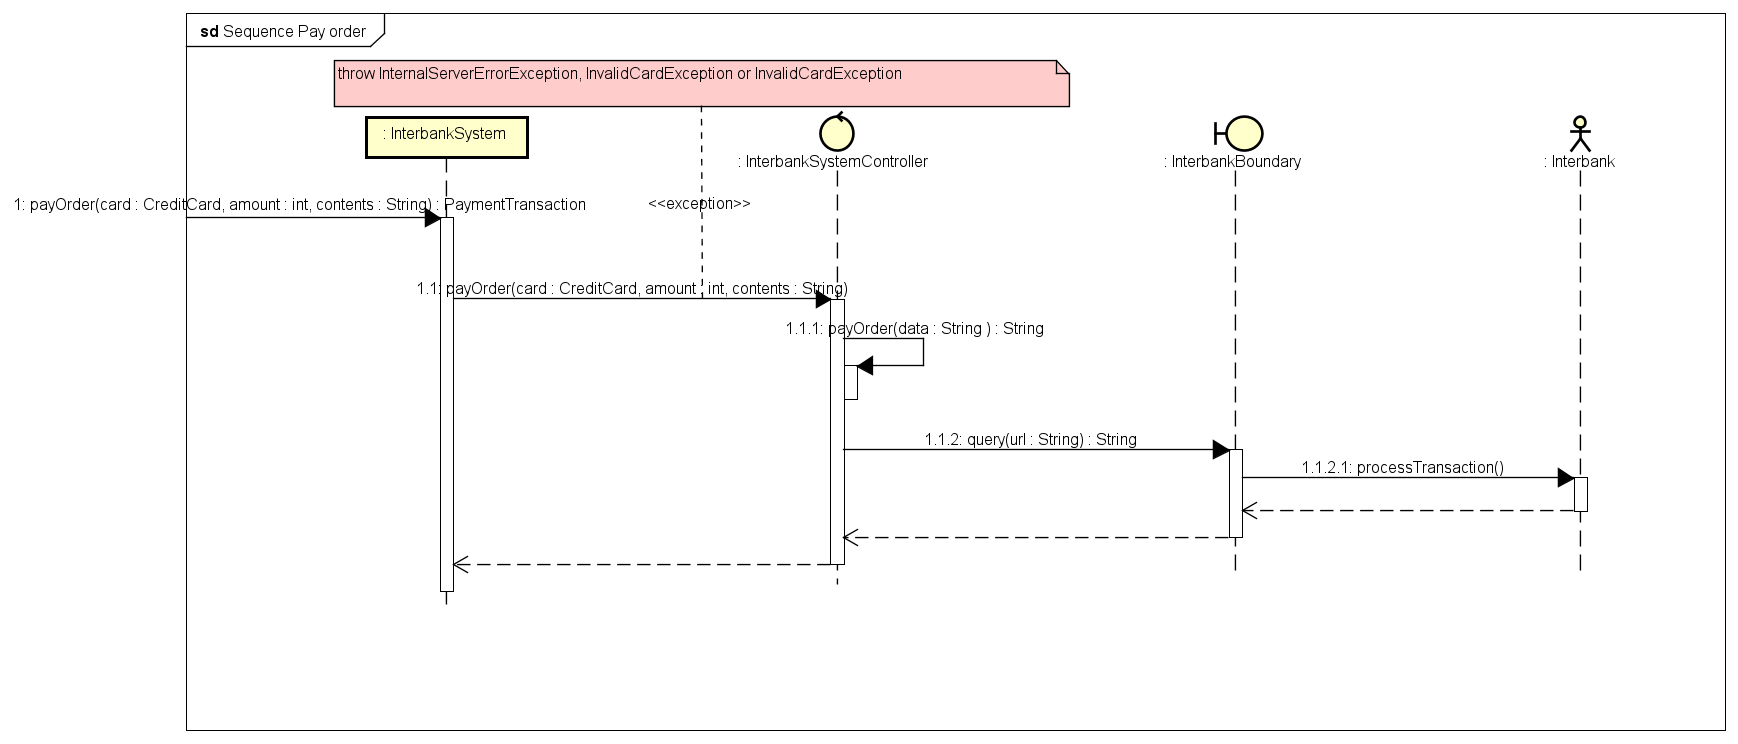 sd Sequence Pay order
throw InternalServerErrorException, InvalidCardException or InvalidCardException
: InterbankSystem
: InterbankSystemController
: InterbankBoundary
: Interbank
1: payOrder(card : CreditCard, amount : int, contents : String) : PaymentTransaction
<<exception>>
1.1: payOrder(card : CreditCard, amount : int, contents : String)
1.1.1: payOrder(data : String ) : String
1.1.2: query(url : String) : String
1.1.2.1: processTransaction()